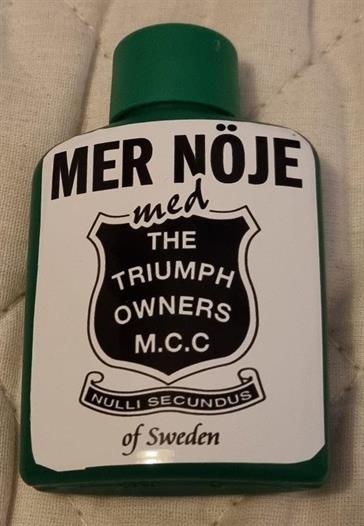 MER NÖJE
med
THE
TRIUMPH
OWNERS
M.C.C
NULLI SECUNDUS
of Sweden